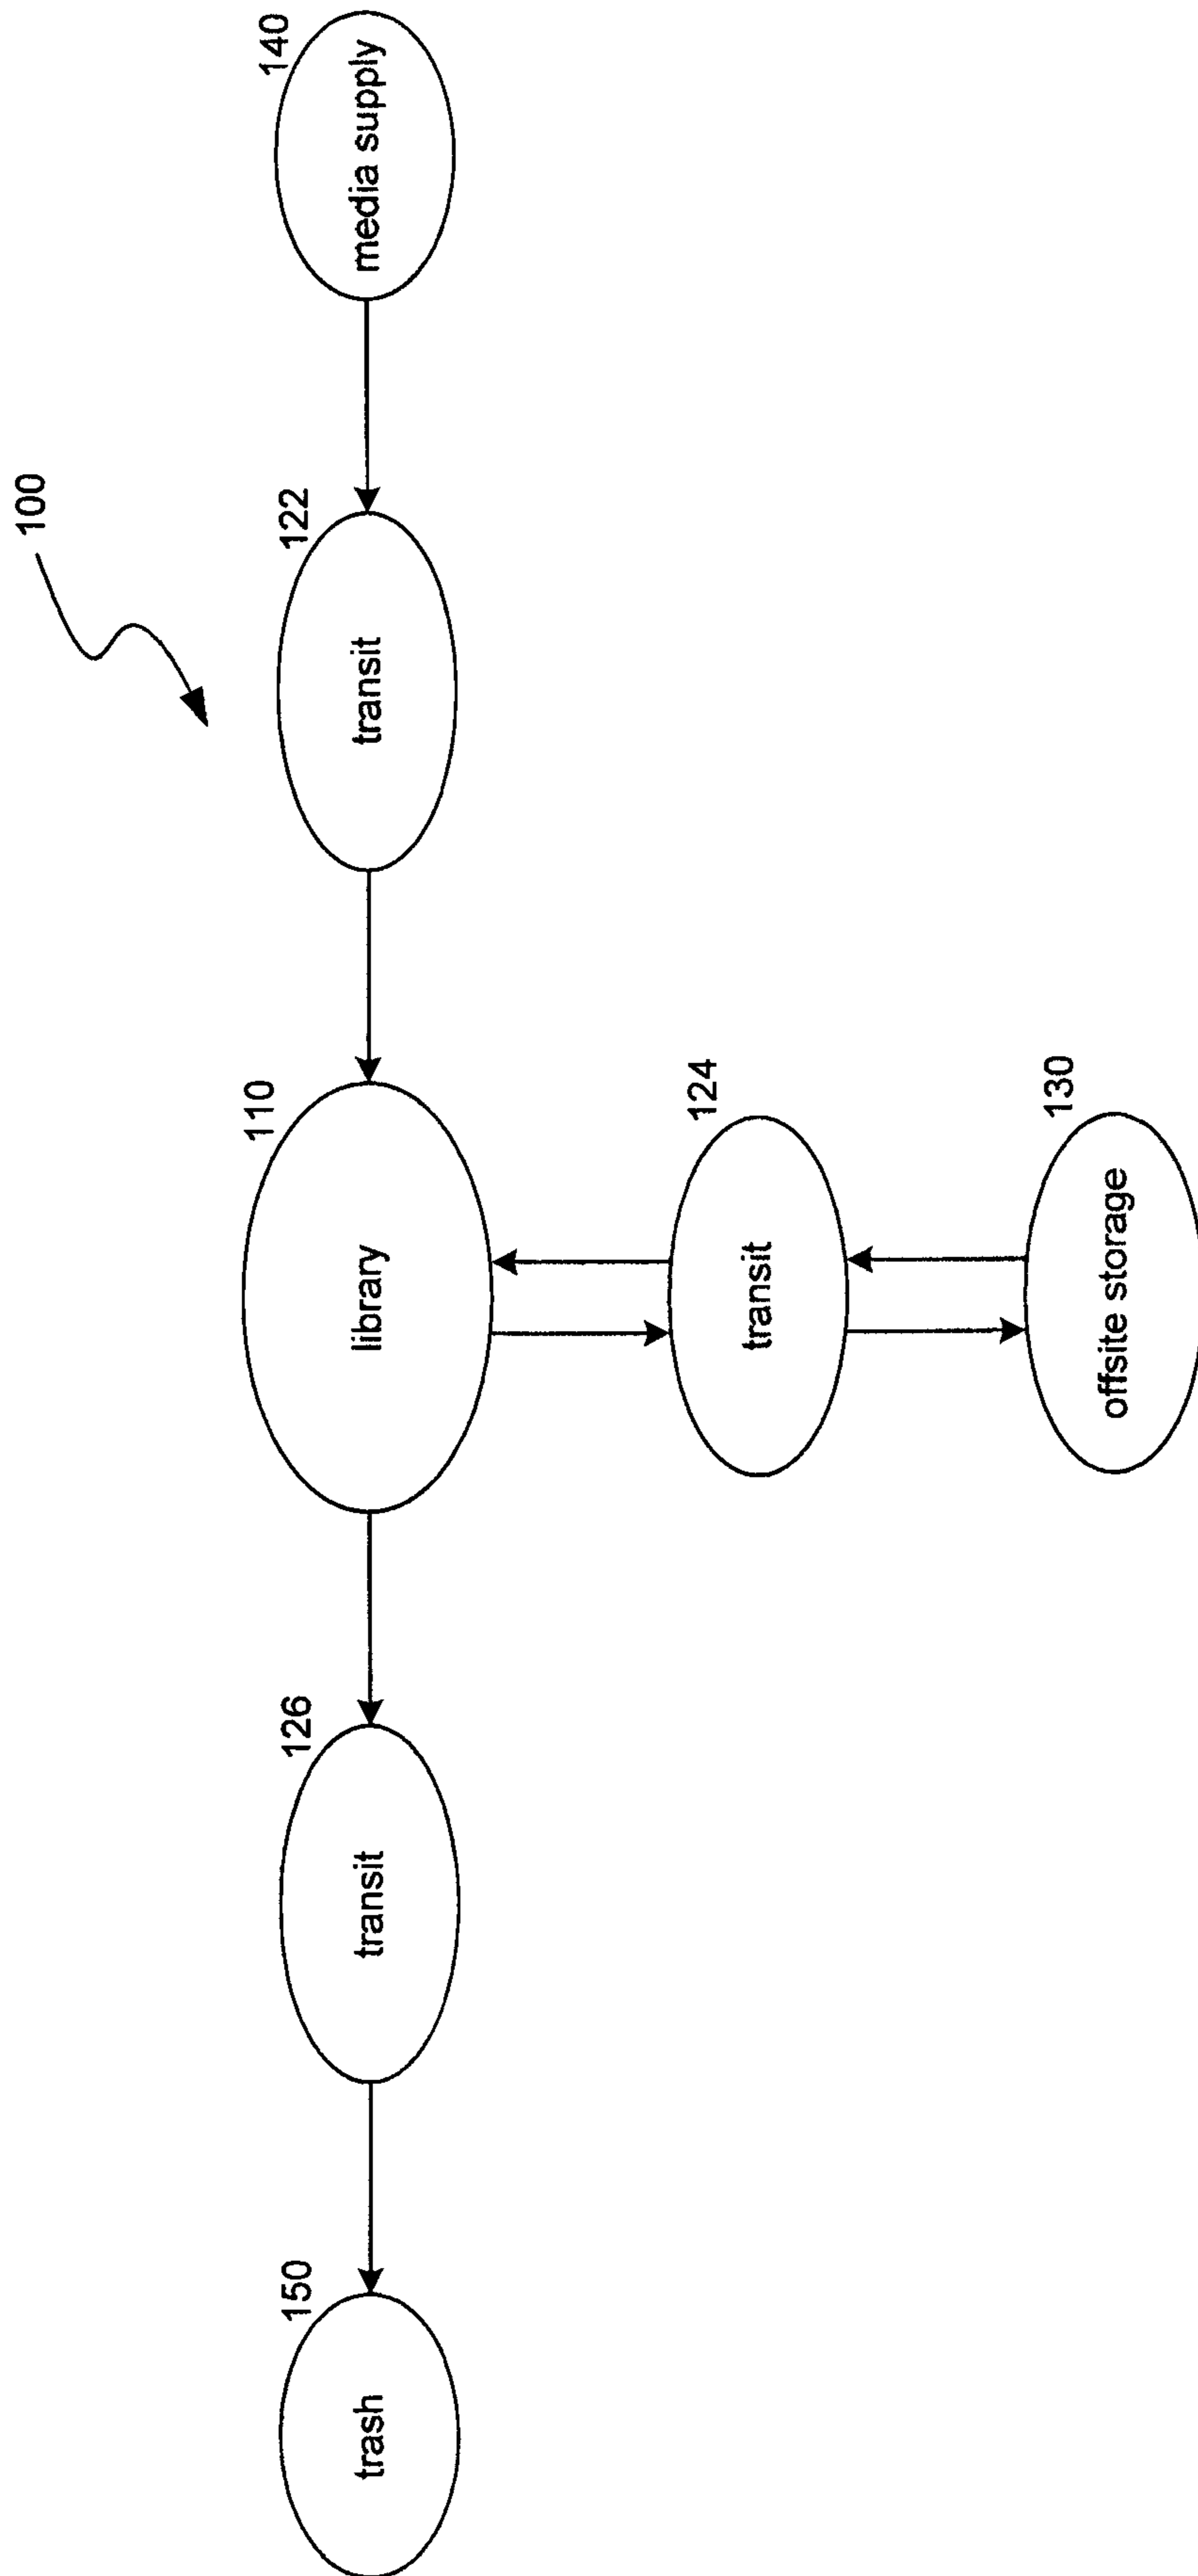 100
150
trash
126
transit
110
library
122
transit
140
media supply
124
transit
130
offsite storage